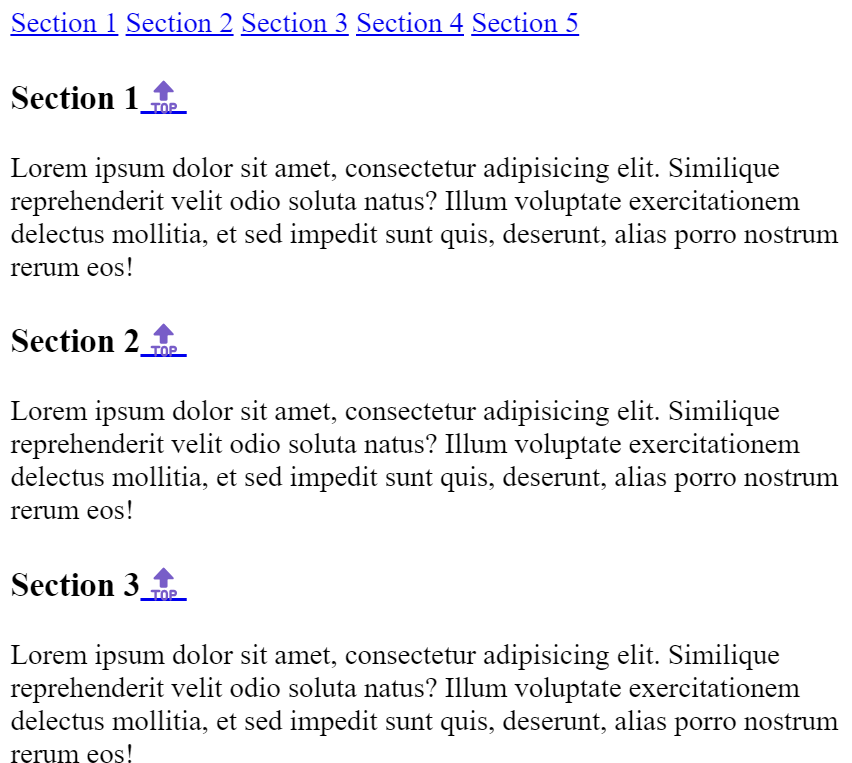 Section 1 Section 2 Section 3 Section 4 Section 5
Section 1 TOP
Lorem ipsum dolor sit amet, consectetur adipisicing elit. Similique
reprehenderit velit odio soluta natus? Illum voluptate exercitationem
delectus mollitia, et sed impedit sunt quis, deserunt, alias porro nostrum
rerum eos!
Section 2 TOP
Lorem ipsum dolor sit amet, consectetur adipisicing elit. Similique
reprehenderit velit odio soluta natus? Illum voluptate exercitationem
delectus mollitia, et sed impedit sunt quis, deserunt, alias porro nostrum
rerum eos!
Section 3 TOP
Lorem ipsum dolor sit amet, consectetur adipisicing elit. Similique
reprehenderit velit odio soluta natus? Illum voluptate exercitationem
delectus mollitia, et sed impedit sunt quis, deserunt, alias porro nostrum
rerum eos!